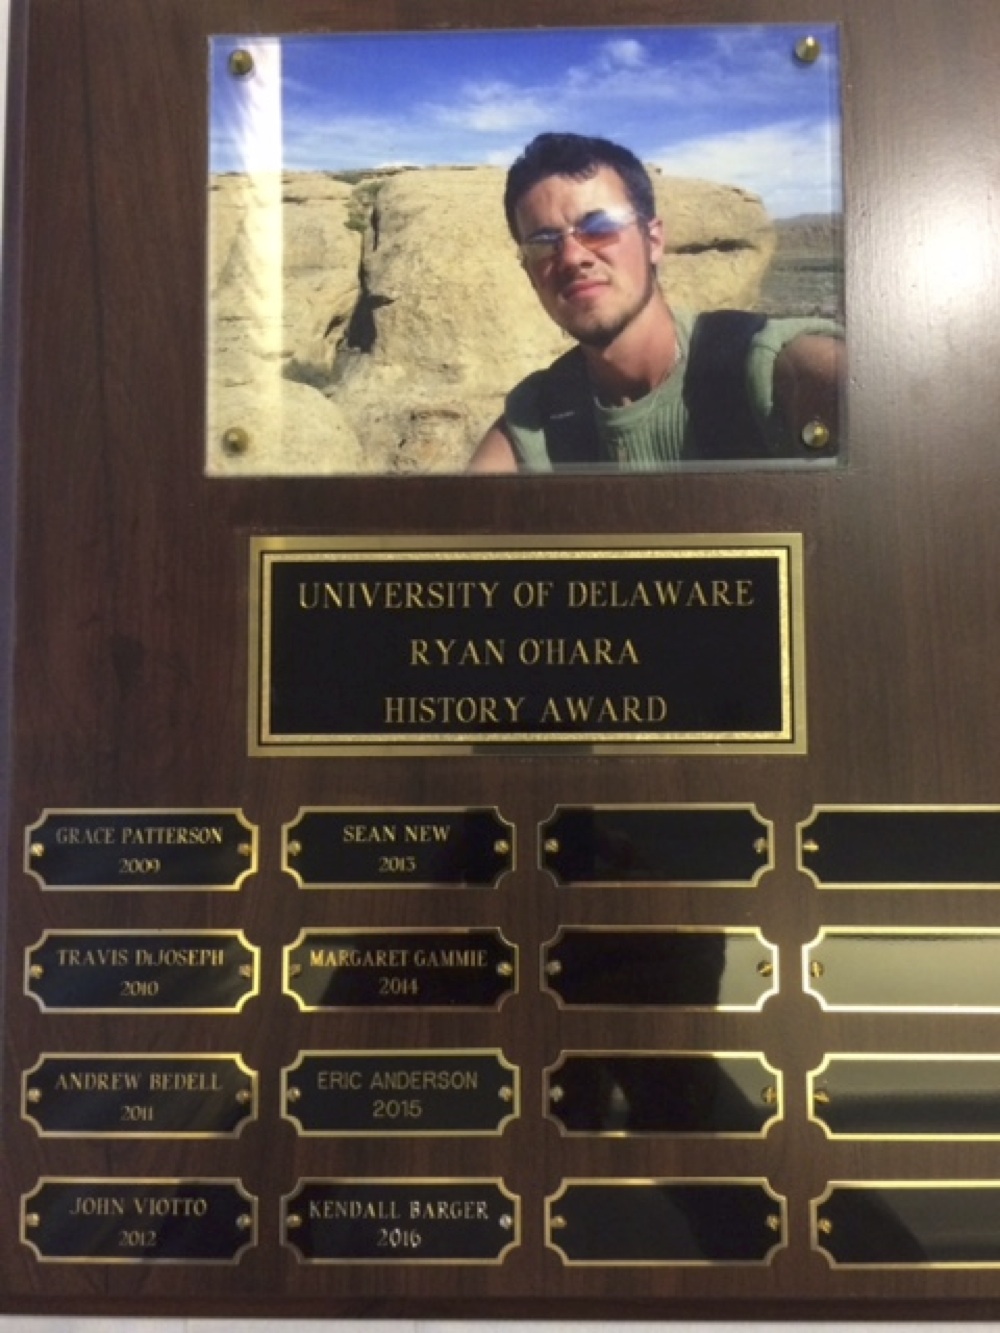 UNIVERSITY OF DELAWARE
RYAN O'HARA
HISTORY AWARD
GRACE PATTERSON
2009
TRAVIS DiJOSEPH
2010
ANDREW BEDELL
2011
JOHN VIOTTO
2012
SEAN NEW
2013
MARGARET GAMMIE
2014
ERIC ANDERSON
2015
KENDALL BARGER
2016